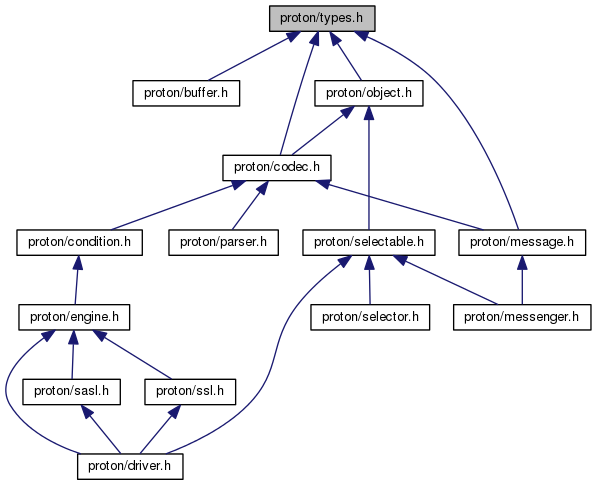 proton/types.h
proton/buffer.h
proton/object.h
proton/codec.h
proton/condition.h
proton/parser.h
proton/selectable.h
proton/message.h
proton/engine.h
proton/selector.h
proton/messenger.h
proton/sasl.h
proton/ssl.h
proton/driver.h